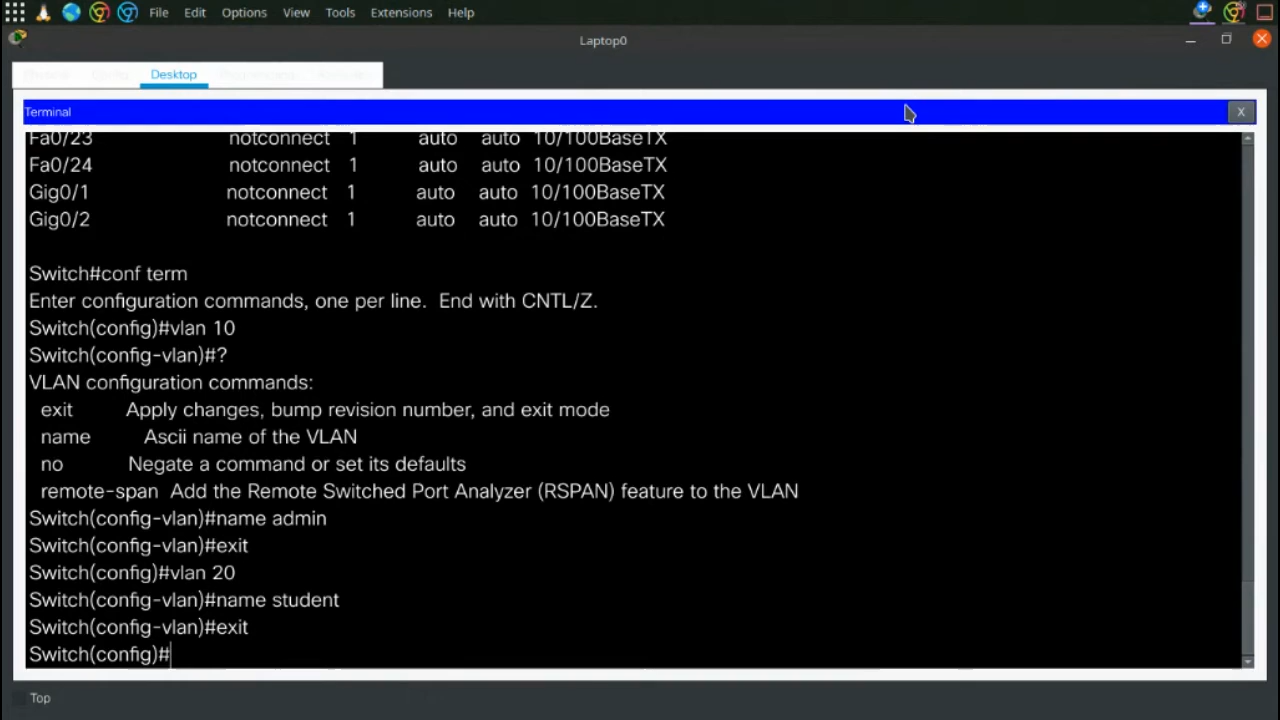 File Edit Options View Tools Extensions Help
Laptop0
Desktop
Terminal
X
Fa0/23 notconnect 1 auto auto 10/100BaseTX
Fa0/24 notconnect 1 auto auto 10/100BaseTX
Gig0/1 notconnect 1 auto auto 10/100BaseTX
Gig0/2 notconnect 1 auto auto 10/100BaseTX
Switch#conf term
Enter configuration commands, one per line. End with CNTL/Z.
Switch(config)#vlan 10
Switch(config-vlan)#?
VLAN configuration commands:
exit Apply changes, bump revision number, and exit mode
name Ascii name of the VLAN
no Negate a command or set its defaults
remote-span Add the Remote Switched Port Analyzer (RSPAN) feature to the VLAN
Switch(config-vlan)#name admin
Switch(config-vlan)#exit
Switch(config)#vlan 20
Switch(config-vlan)#name student
Switch(config-vlan)#exit
Switch(config)#
Top